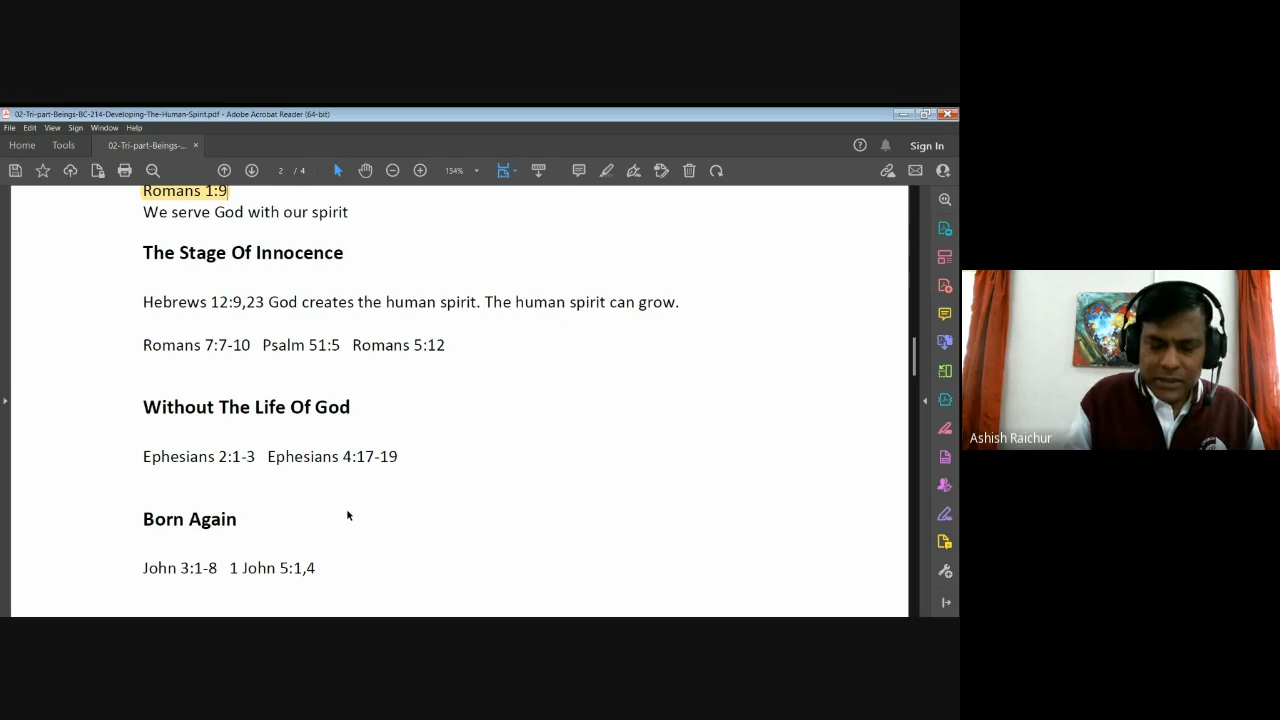 02-Tri-part-Beings-BC-214-Developing-The-Human-Spirit.pdf - Adobe Acrobat Reader (64-bit)
File Edit View Sign Window Help
Home Tools 02-Tri-part-Beings-... × Sign In
2 / 4 154%
Romans 1:9
We serve God with our spirit
The Stage Of Innocence
Hebrews 12:9,23 God creates the human spirit. The human spirit can grow.
Romans 7:7-10 Psalm 51:5 Romans 5:12
Without The Life Of God
Ephesians 2:1-3 Ephesians 4:17-19
Born Again
John 3:1-8 1 John 5:1,4
Ashish Raichur